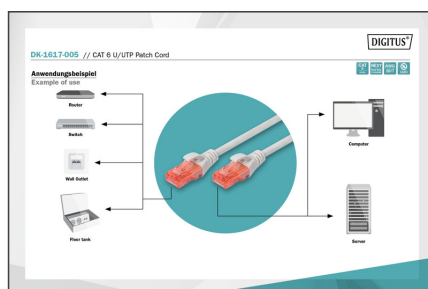 DIGITUS®
DK-1617-005 // CAT 6 U/UTP Patch Cord
Anwendungsbeispiel
Example of use
Router
Switch
Wall Outlet
Floor tank
Computer
Server